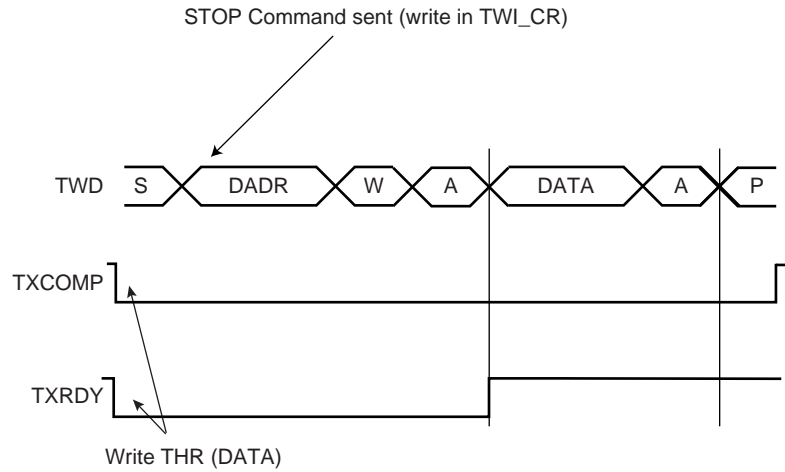 STOP Command sent (write in TWI_CR)
TWD S DADR W A DATA A P
TXCOMP
TXRDY
Write THR (DATA)